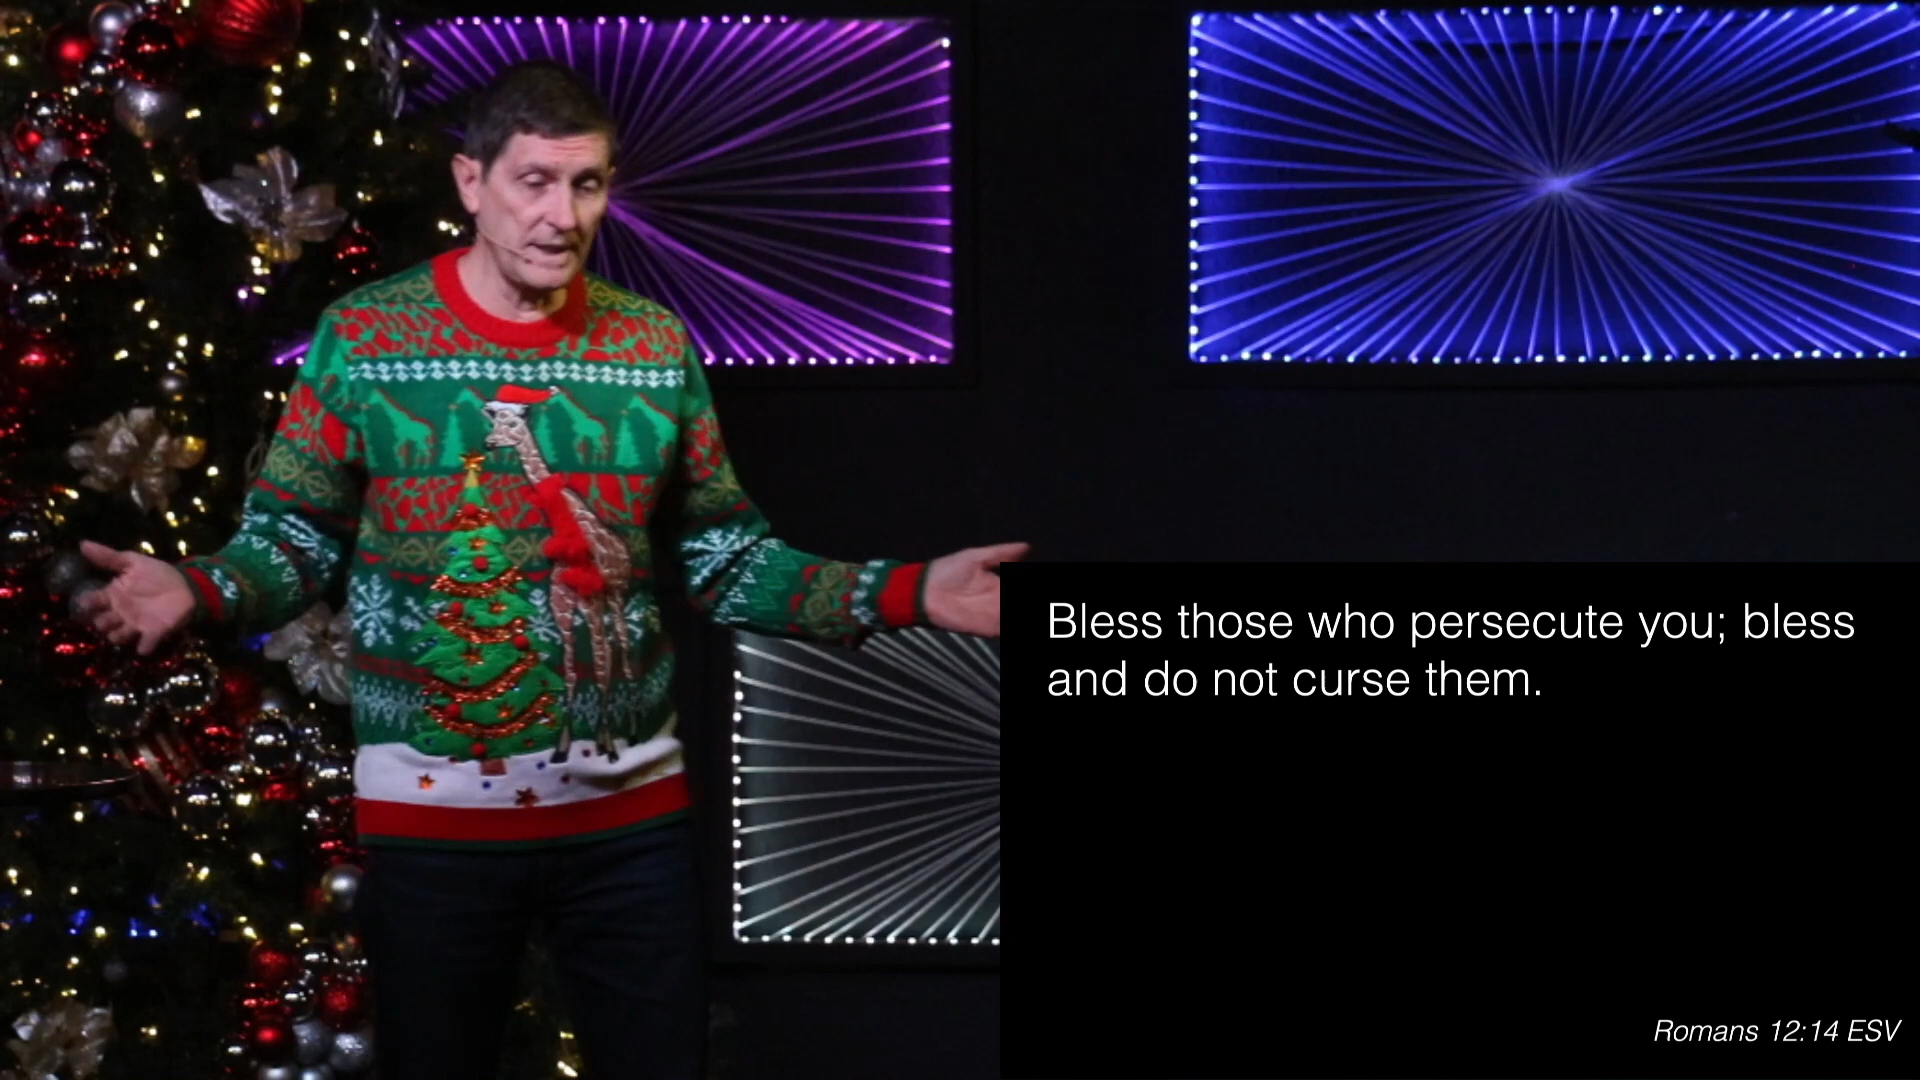 Bless those who persecute you; bless
and do not curse them.
Romans 12:14 ESV